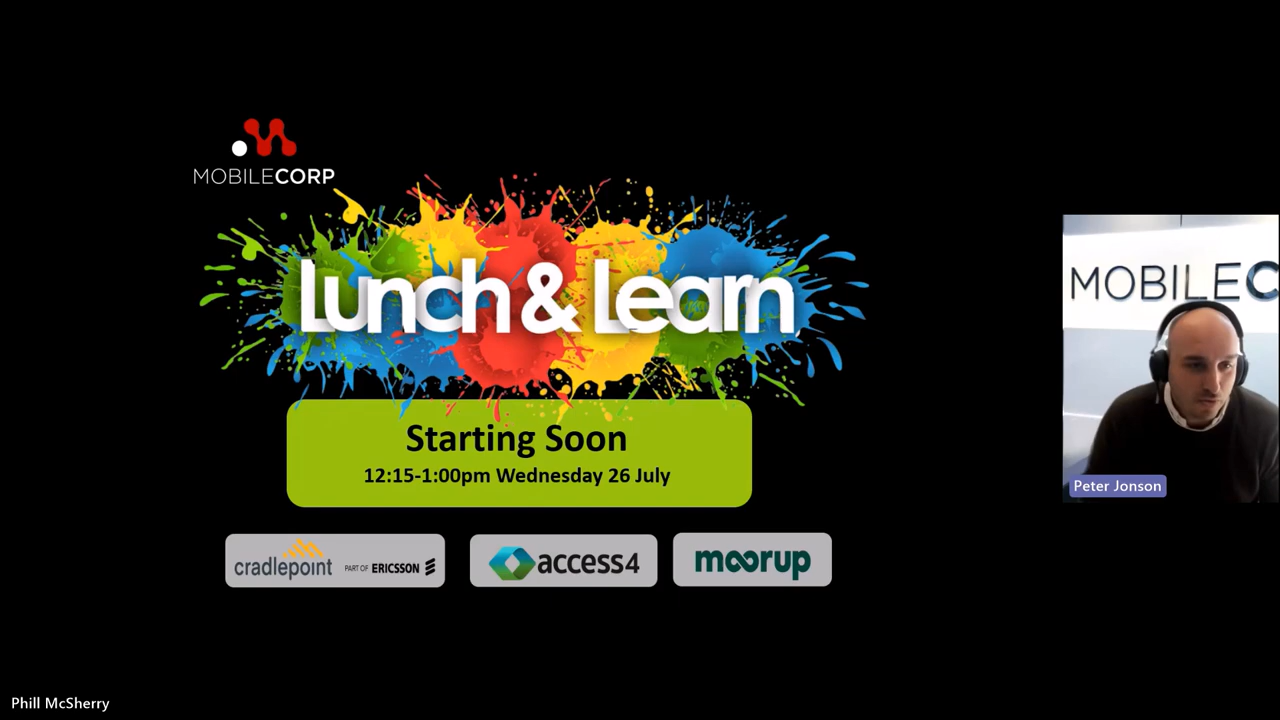 MOBILECORP
Lunch & Learn
Starting Soon
12:15-1:00pm Wednesday 26 July
cradlepoint PART OF ERICSSON
access4
moorup
MOBILEC
Peter Jonson
Phill McSherry